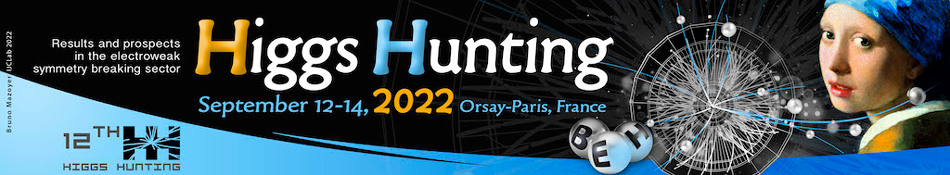 Bruno Mazoyer IJCLab 2022
Results and prospects
in the electroweak
symmetry breaking sector
Higgs Hunting
September 12-14, 2022 Orsay-Paris, France
12TH
HIGGS HUNTING
B E H